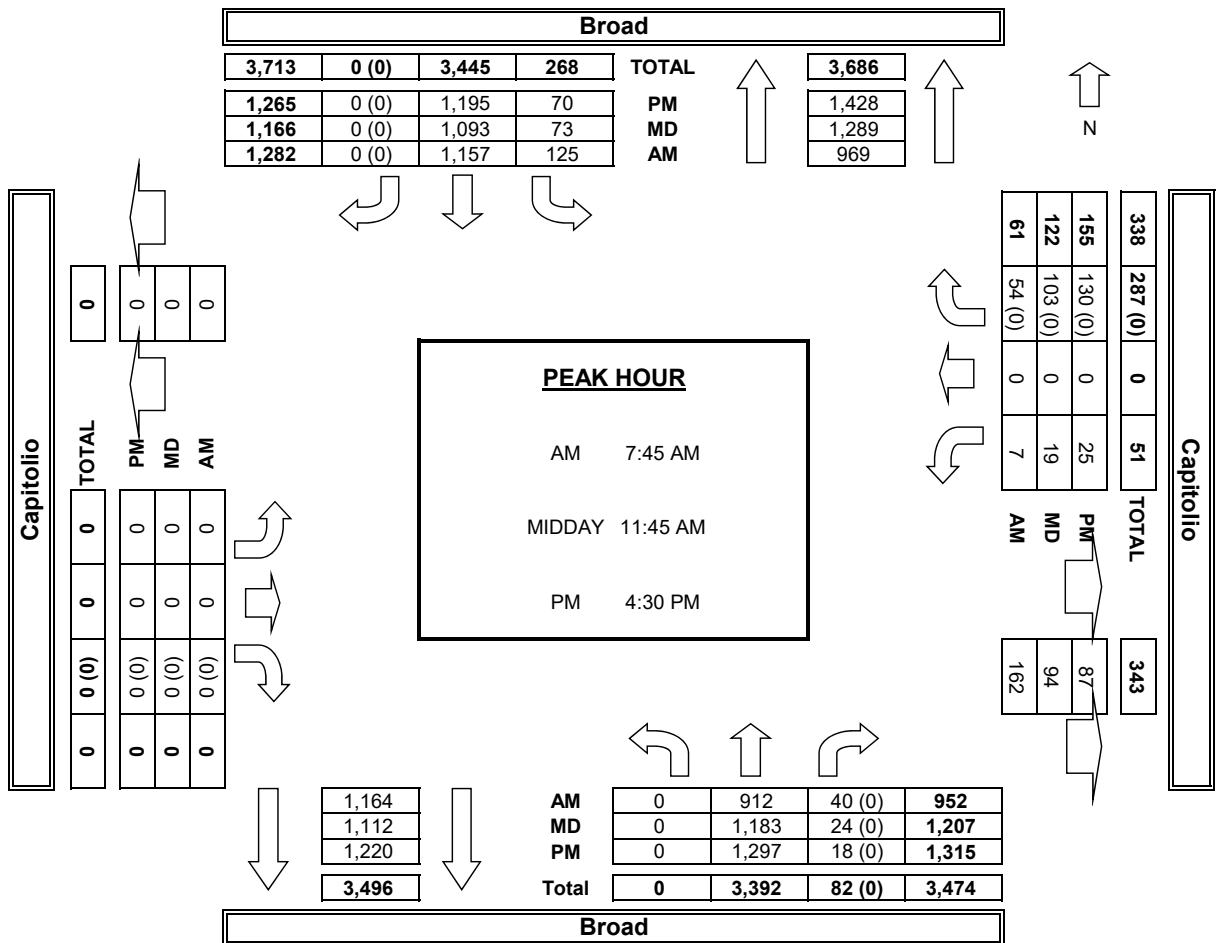 Broad
3,713 0 (0) 3,445 268 TOTAL 3,686
1,265 0 (0) 1,195 70 PM 1,428
1,166 0 (0) 1,093 73 MD 1,289
1,282 0 (0) 1,157 125 AM 969
N
Capitolio
0 0 0 0
TOTAL PM MD AM
0 0 0 0
0 0 0 0
0 (0) 0 (0) 0 (0) 0 (0)
0 0 0 0
PEAK HOUR
AM 7:45 AM
MIDDAY 11:45 AM
PM 4:30 PM
61 122 155 338
54 (0) 103 (0) 130 (0) 287 (0)
0 0 0 0
7 19 25 51
AM MD PM TOTAL
162 94 87 343
Capitolio
1,164 AM 0 912 40 (0) 952
1,112 MD 0 1,183 24 (0) 1,207
1,220 PM 0 1,297 18 (0) 1,315
3,496 Total 0 3,392 82 (0) 3,474
Broad